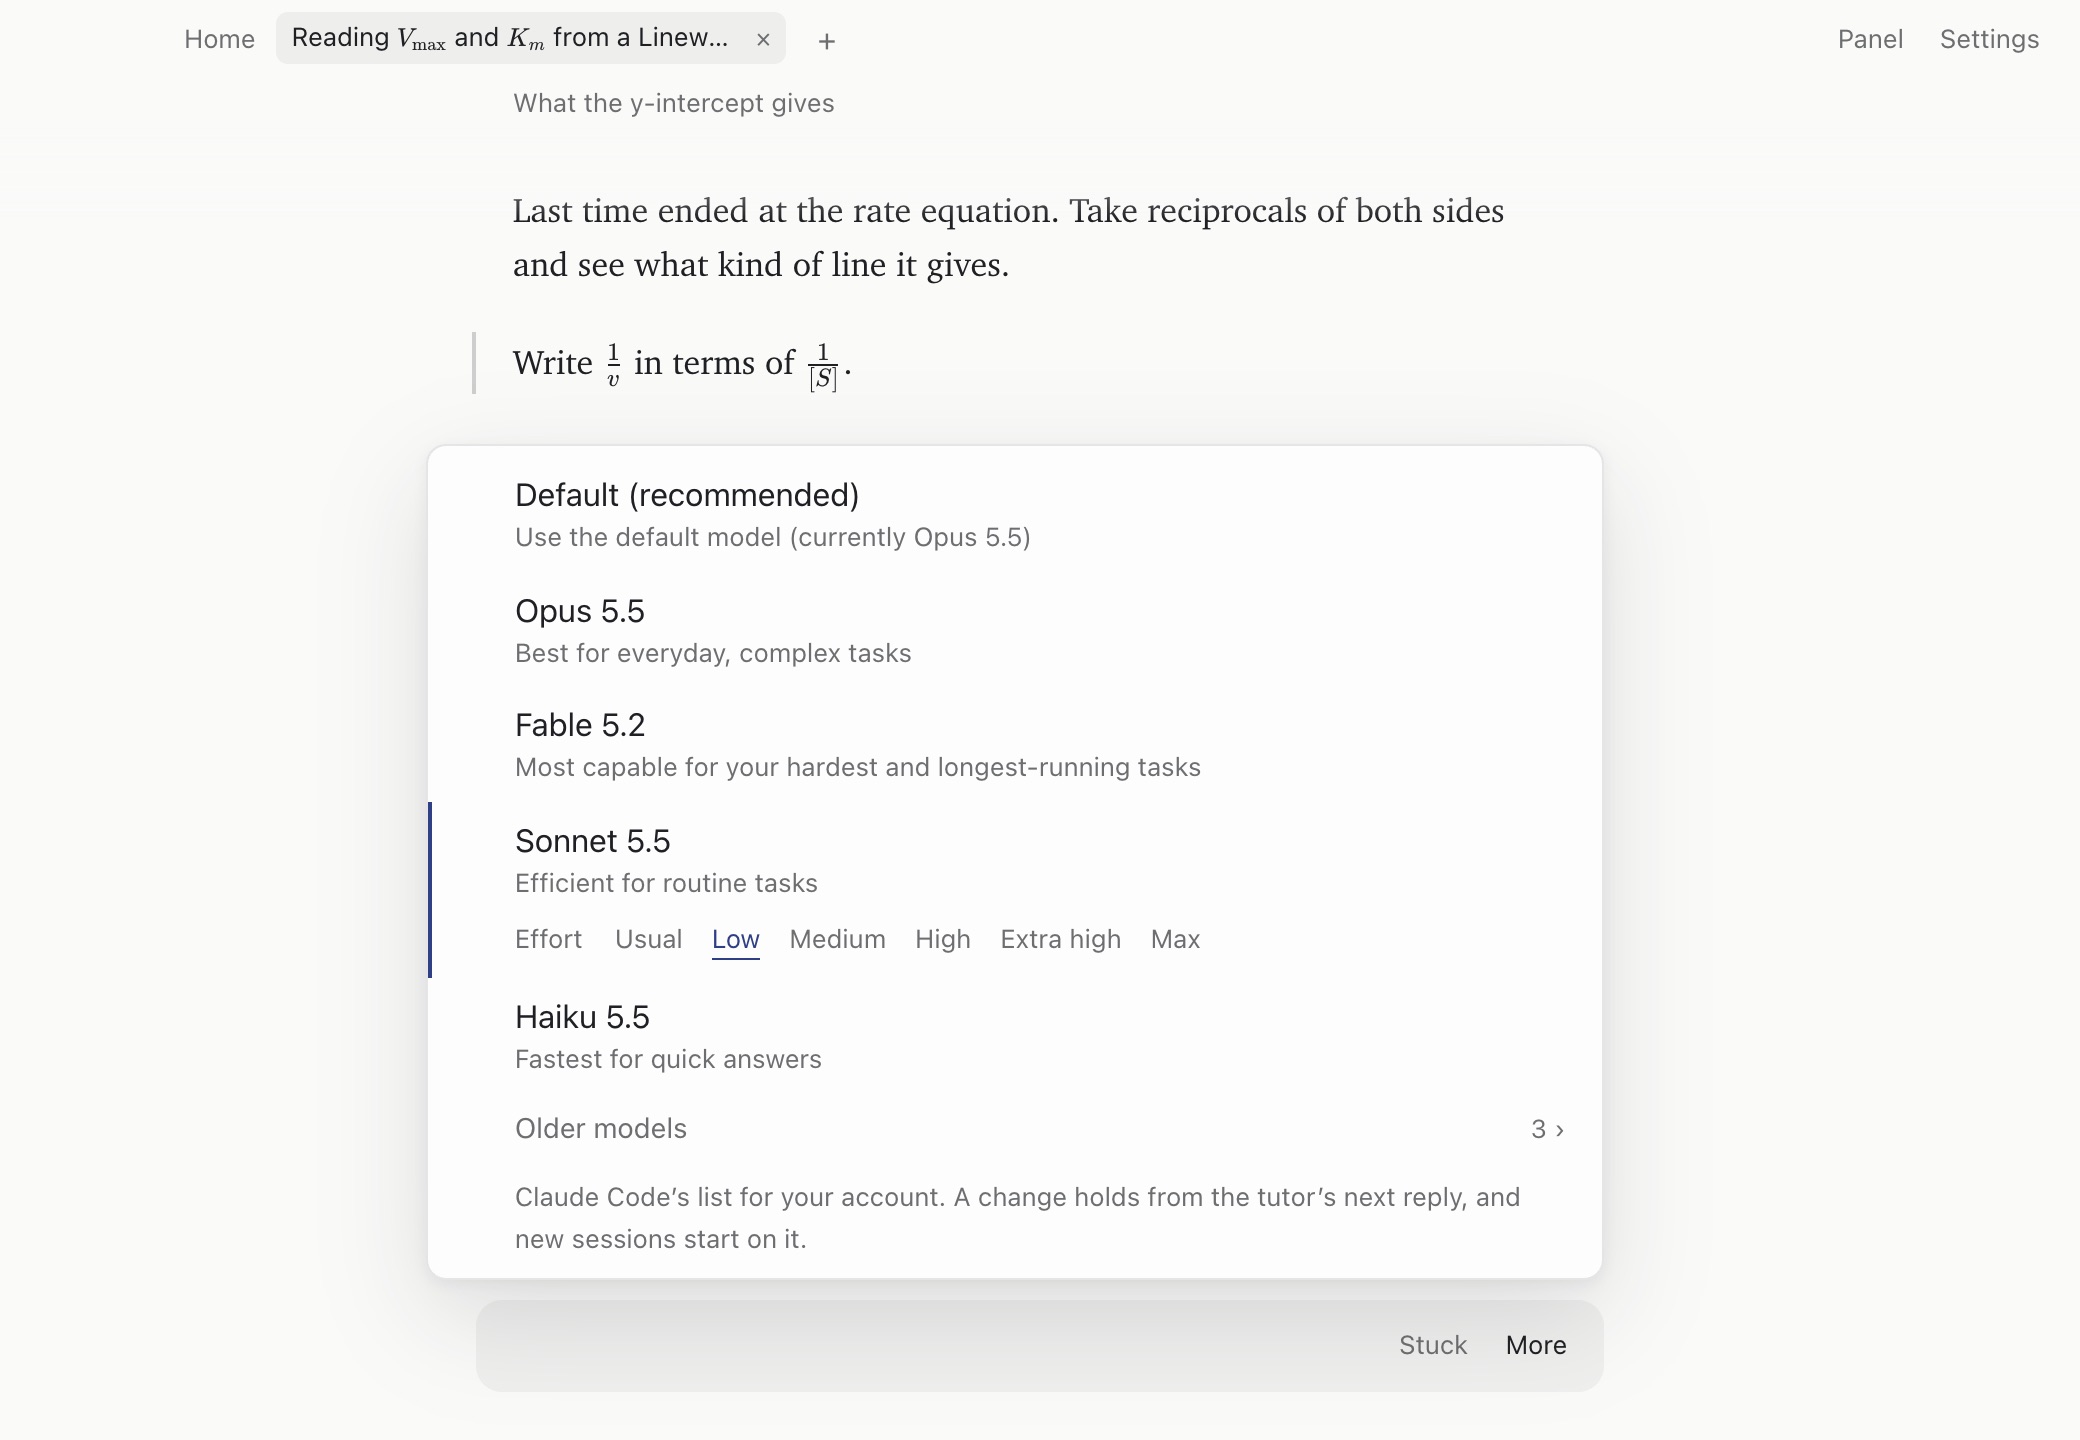 Home
Reading Vmax and Km from a Linew...
×
+
Panel
Settings
What the y-intercept gives
Last time ended at the rate equation. Take reciprocals of both sides
and see what kind of line it gives.
Write 1/v in terms of 1/[S].
Default (recommended)
Use the default model (currently Opus 5.5)
Opus 5.5
Best for everyday, complex tasks
Fable 5.2
Most capable for your hardest and longest-running tasks
Sonnet 5.5
Efficient for routine tasks
Effort Usual Low Medium High Extra high Max
Haiku 5.5
Fastest for quick answers
Older models 3 ›
Claude Code’s list for your account. A change holds from the tutor’s next reply, and
new sessions start on it.
Stuck More